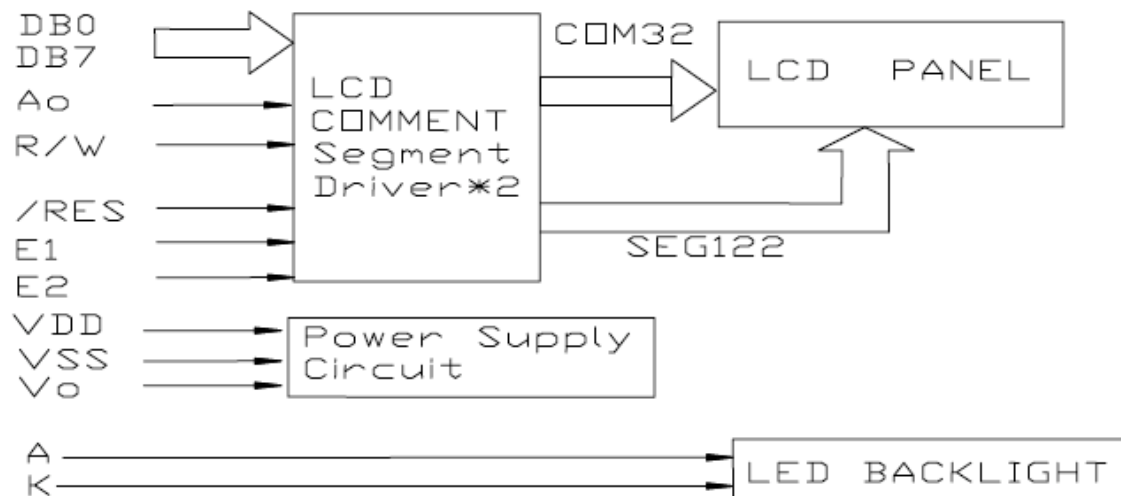 DB0
DB7
Ao
R/W
/RES
E1
E2
VDD
VSS
Vo
A
K
LCD
COMMENT
Segment
Driver*2
COM32
SEG122
LCD PANEL
Power Supply
Circuit
LED BACKLIGHT